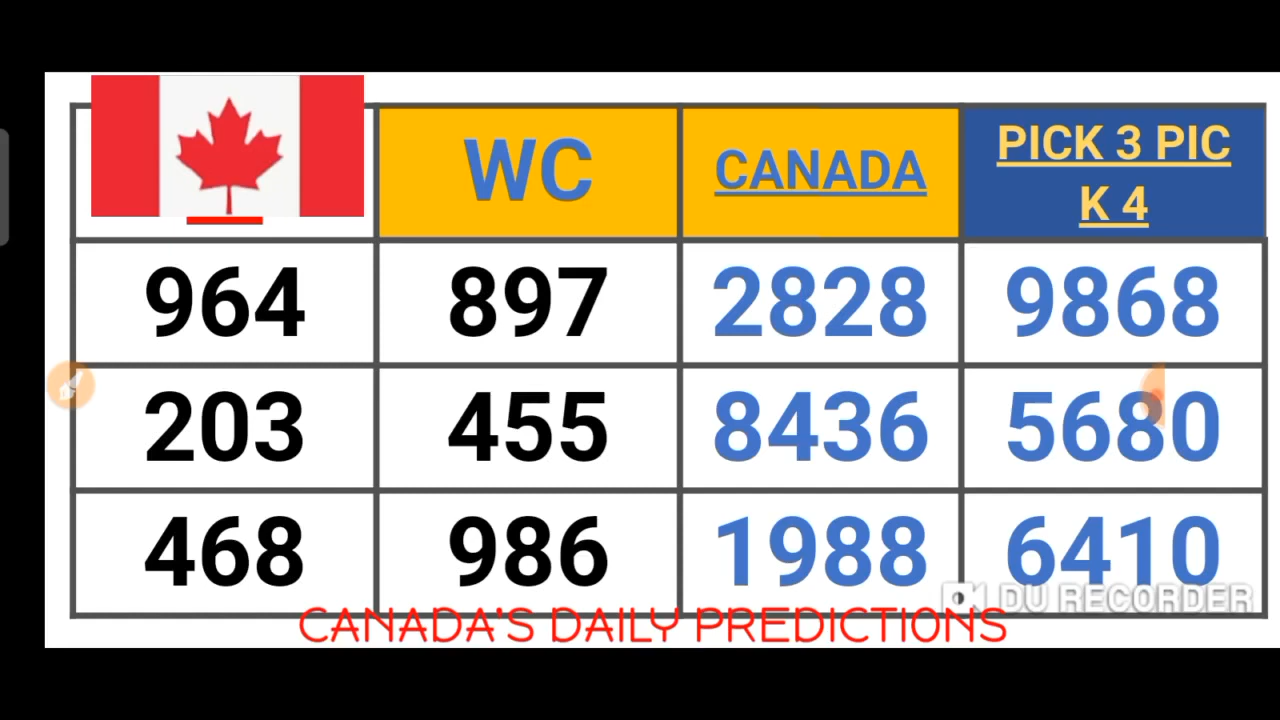 WC
CANADA
PICK 3 PIC
K 4
964 897 2828 9868
203 455 8436 5680
468 986 1988 6410
DU RECORDER
CANADA'S DAILY PREDICTIONS